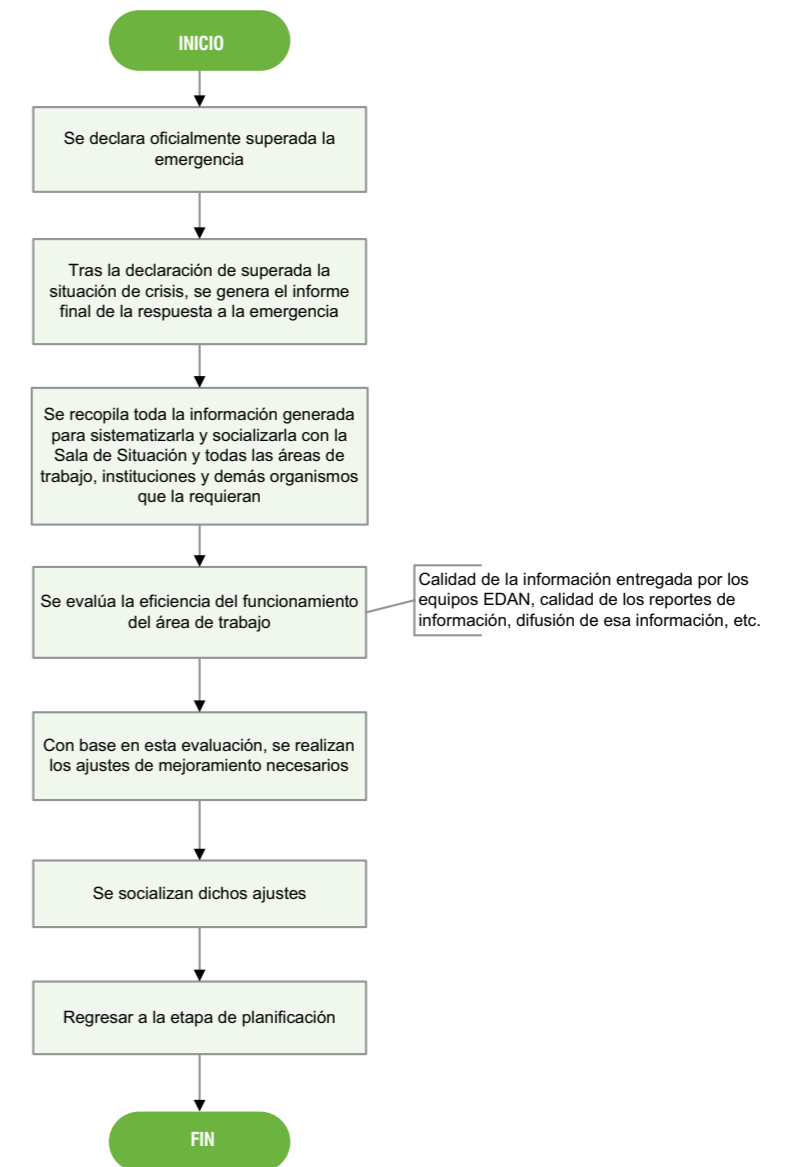 INICIO
Se declara oficialmente superada la
emergencia
Tras la declaración de superada la
situación de crisis, se genera el informe
final de la respuesta a la emergencia
Se recopila toda la información generada
para sistematizarla y socializarla con la
Sala de Situación y todas las áreas de
trabajo, instituciones y demás organismos
que la requieran
Se evalúa la eficiencia del funcionamiento
del área de trabajo
Calidad de la información entregada por los
equipos EDAN, calidad de los reportes de
información, difusión de esa información, etc.
Con base en esta evaluación, se realizan
los ajustes de mejoramiento necesarios
Se socializan dichos ajustes
Regresar a la etapa de planificación
FIN